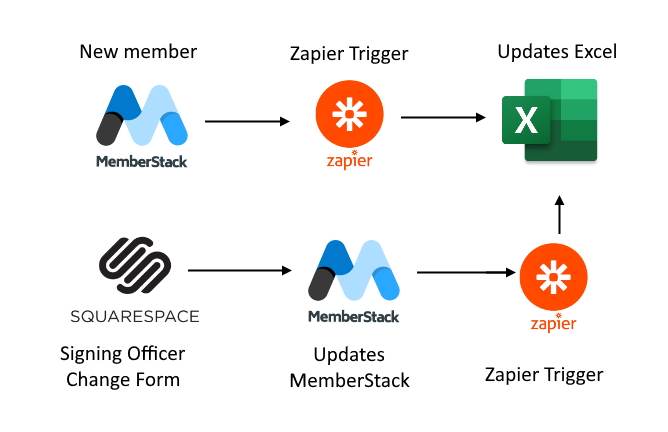 New member
Zapier Trigger
Updates Excel
X
MemberStack
zapier
SQUARESPACE
MemberStack
zapier
Signing Officer
Change Form
Updates
MemberStack
Zapier Trigger